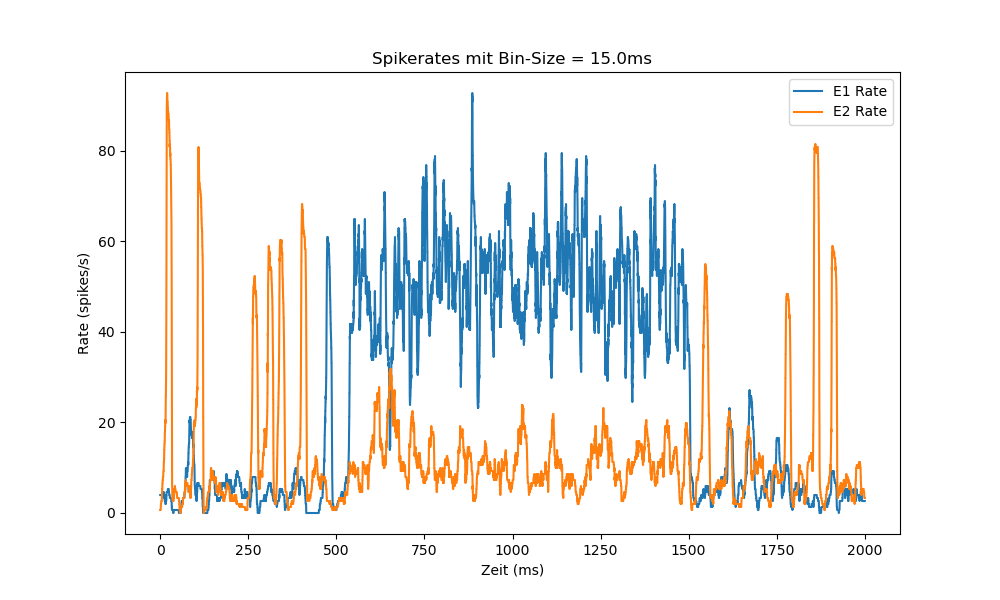 Spikerates mit Bin-Size = 15.0ms
E1 Rate
E2 Rate
Rate (spikes/s)
80
60
40
20
0
0 250 500 750 1000 1250 1500 1750 2000
Zeit (ms)